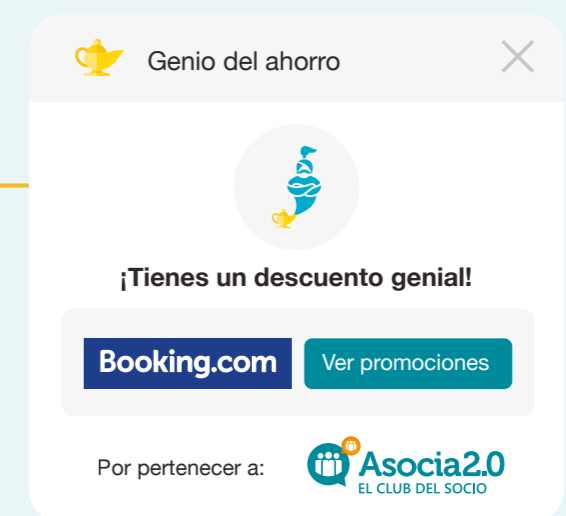 Genio del ahorro
¡Tienes un descuento genial!
Booking.com
Ver promociones
Por pertenecer a:
Asocia2.0
EL CLUB DEL SOCIO